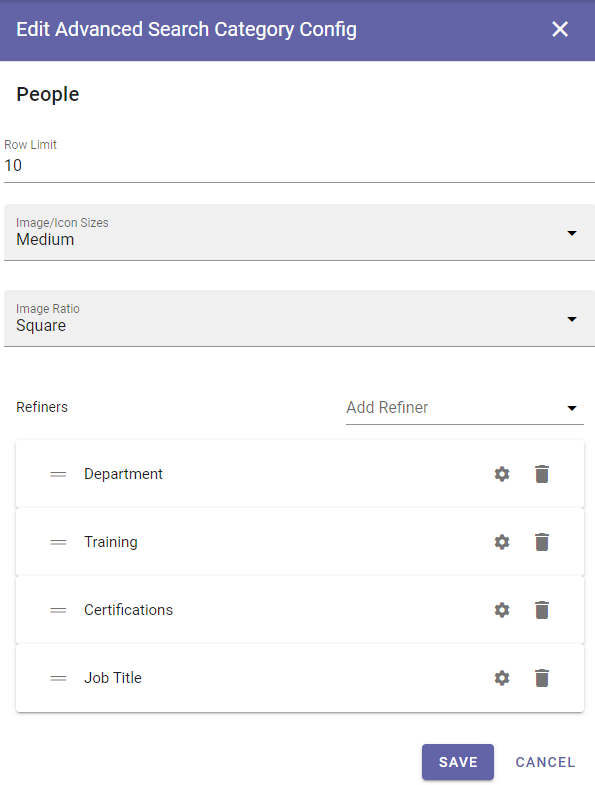 Edit Advanced Search Category Config
People
Row Limit
10
Image/Icon Sizes
Medium
Image Ratio
Square
Refiners
Add Refiner
Department
Training
Certifications
Job Title
SAVE
CANCEL